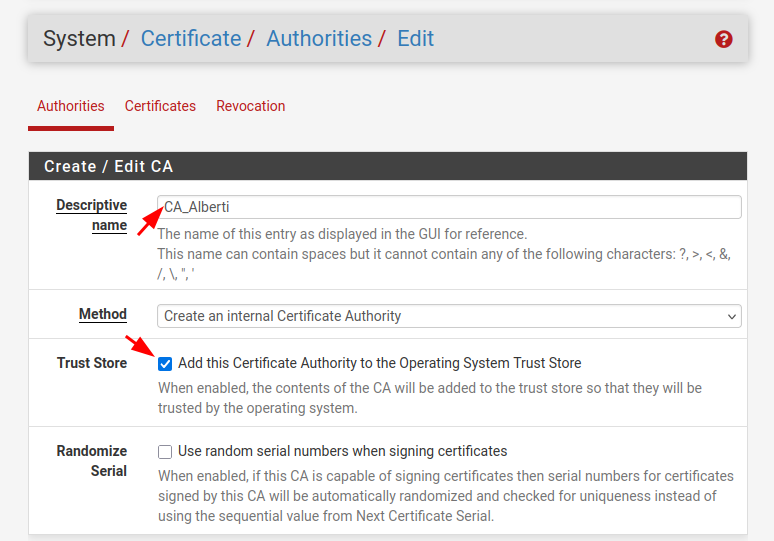 System / Certificate / Authorities / Edit
Authorities Certificates Revocation
Create / Edit CA
Descriptive name
CA_Alberti
The name of this entry as displayed in the GUI for reference.
This name can contain spaces but it cannot contain any of the following characters: ?, >, <, &,
/, \, ", '
Method
Create an internal Certificate Authority
Trust Store
Add this Certificate Authority to the Operating System Trust Store
When enabled, the contents of the CA will be added to the trust store so that they will be
trusted by the operating system.
Randomize Serial
Use random serial numbers when signing certificates
When enabled, if this CA is capable of signing certificates then serial numbers for certificates
signed by this CA will be automatically randomized and checked for uniqueness instead of
using the sequential value from Next Certificate Serial.